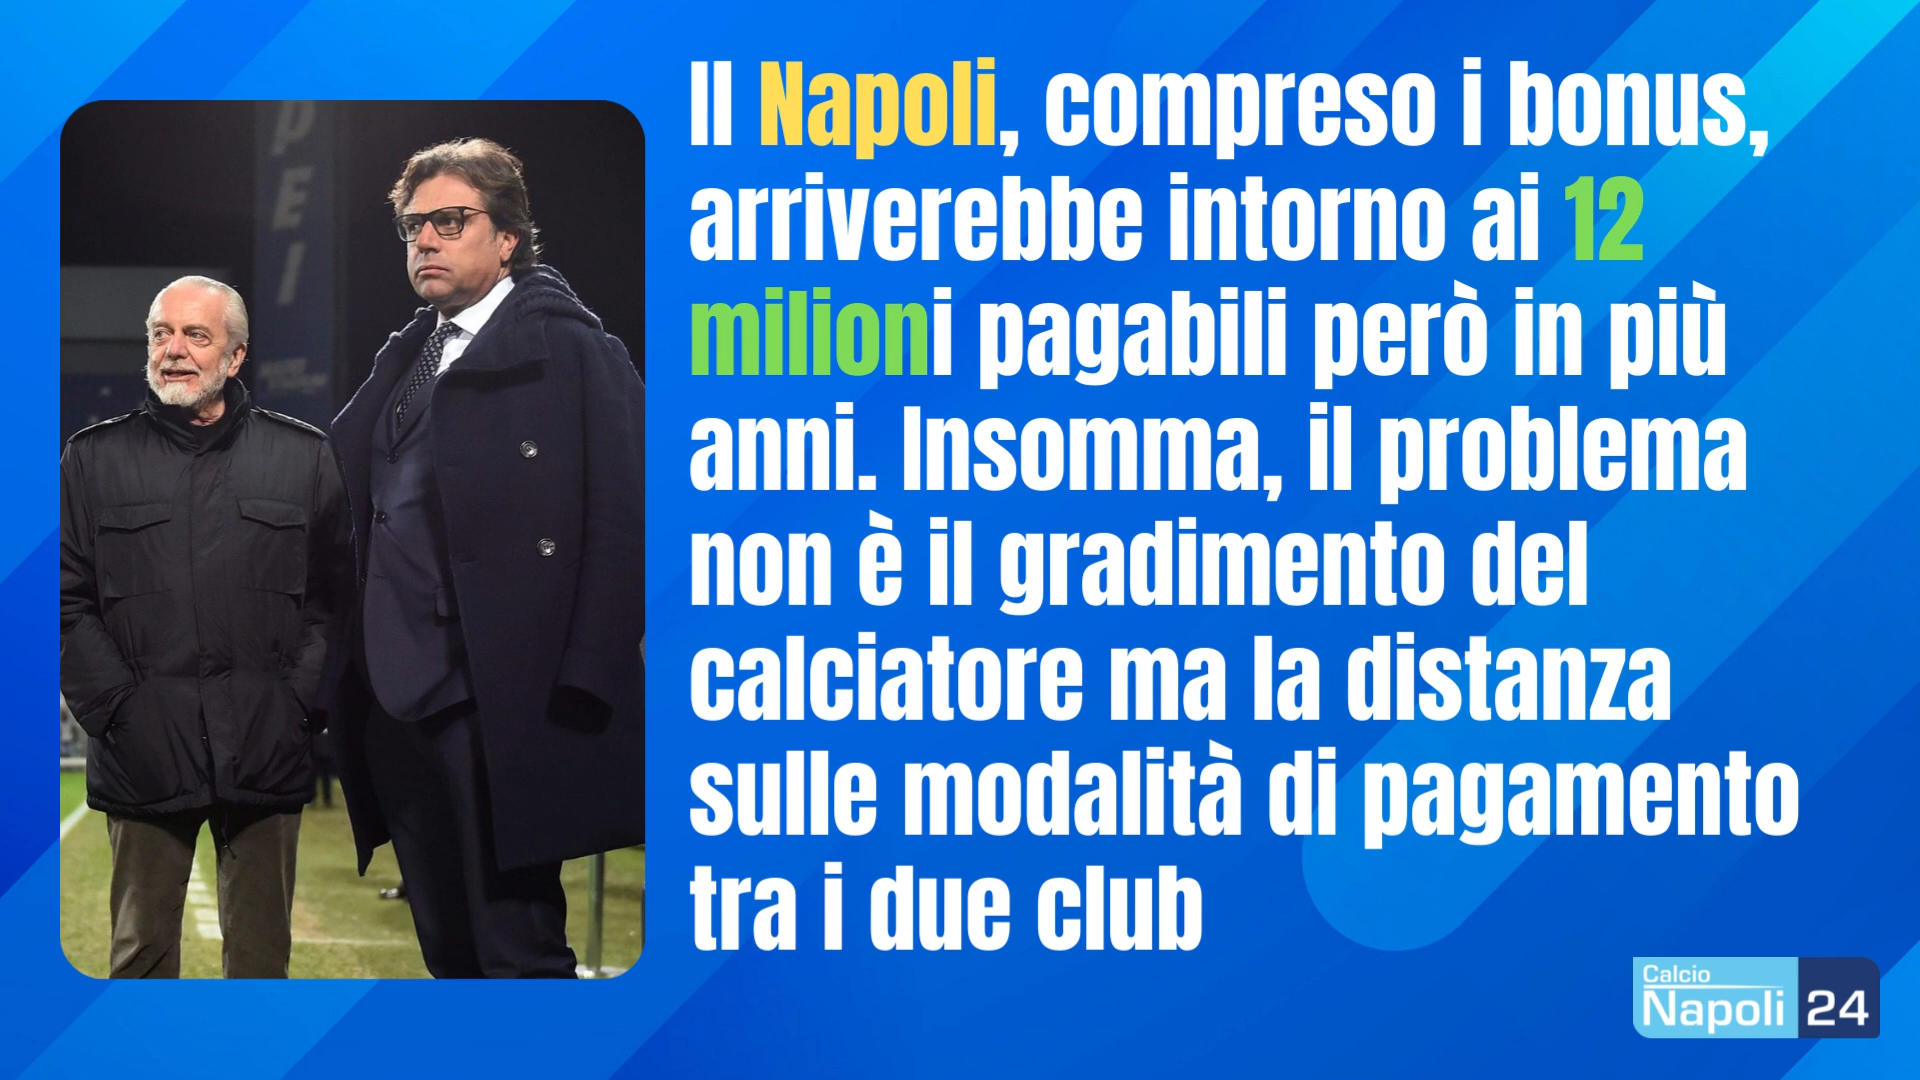 PEI
Il Napoli, compreso i bonus,
arriverebbe intorno ai 12
milioni pagabili però in più
anni. Insomma, il problema
non è il gradimento del
calciatore ma la distanza
sulle modalità di pagamento
tra i due club
Calcio
Napoli 24